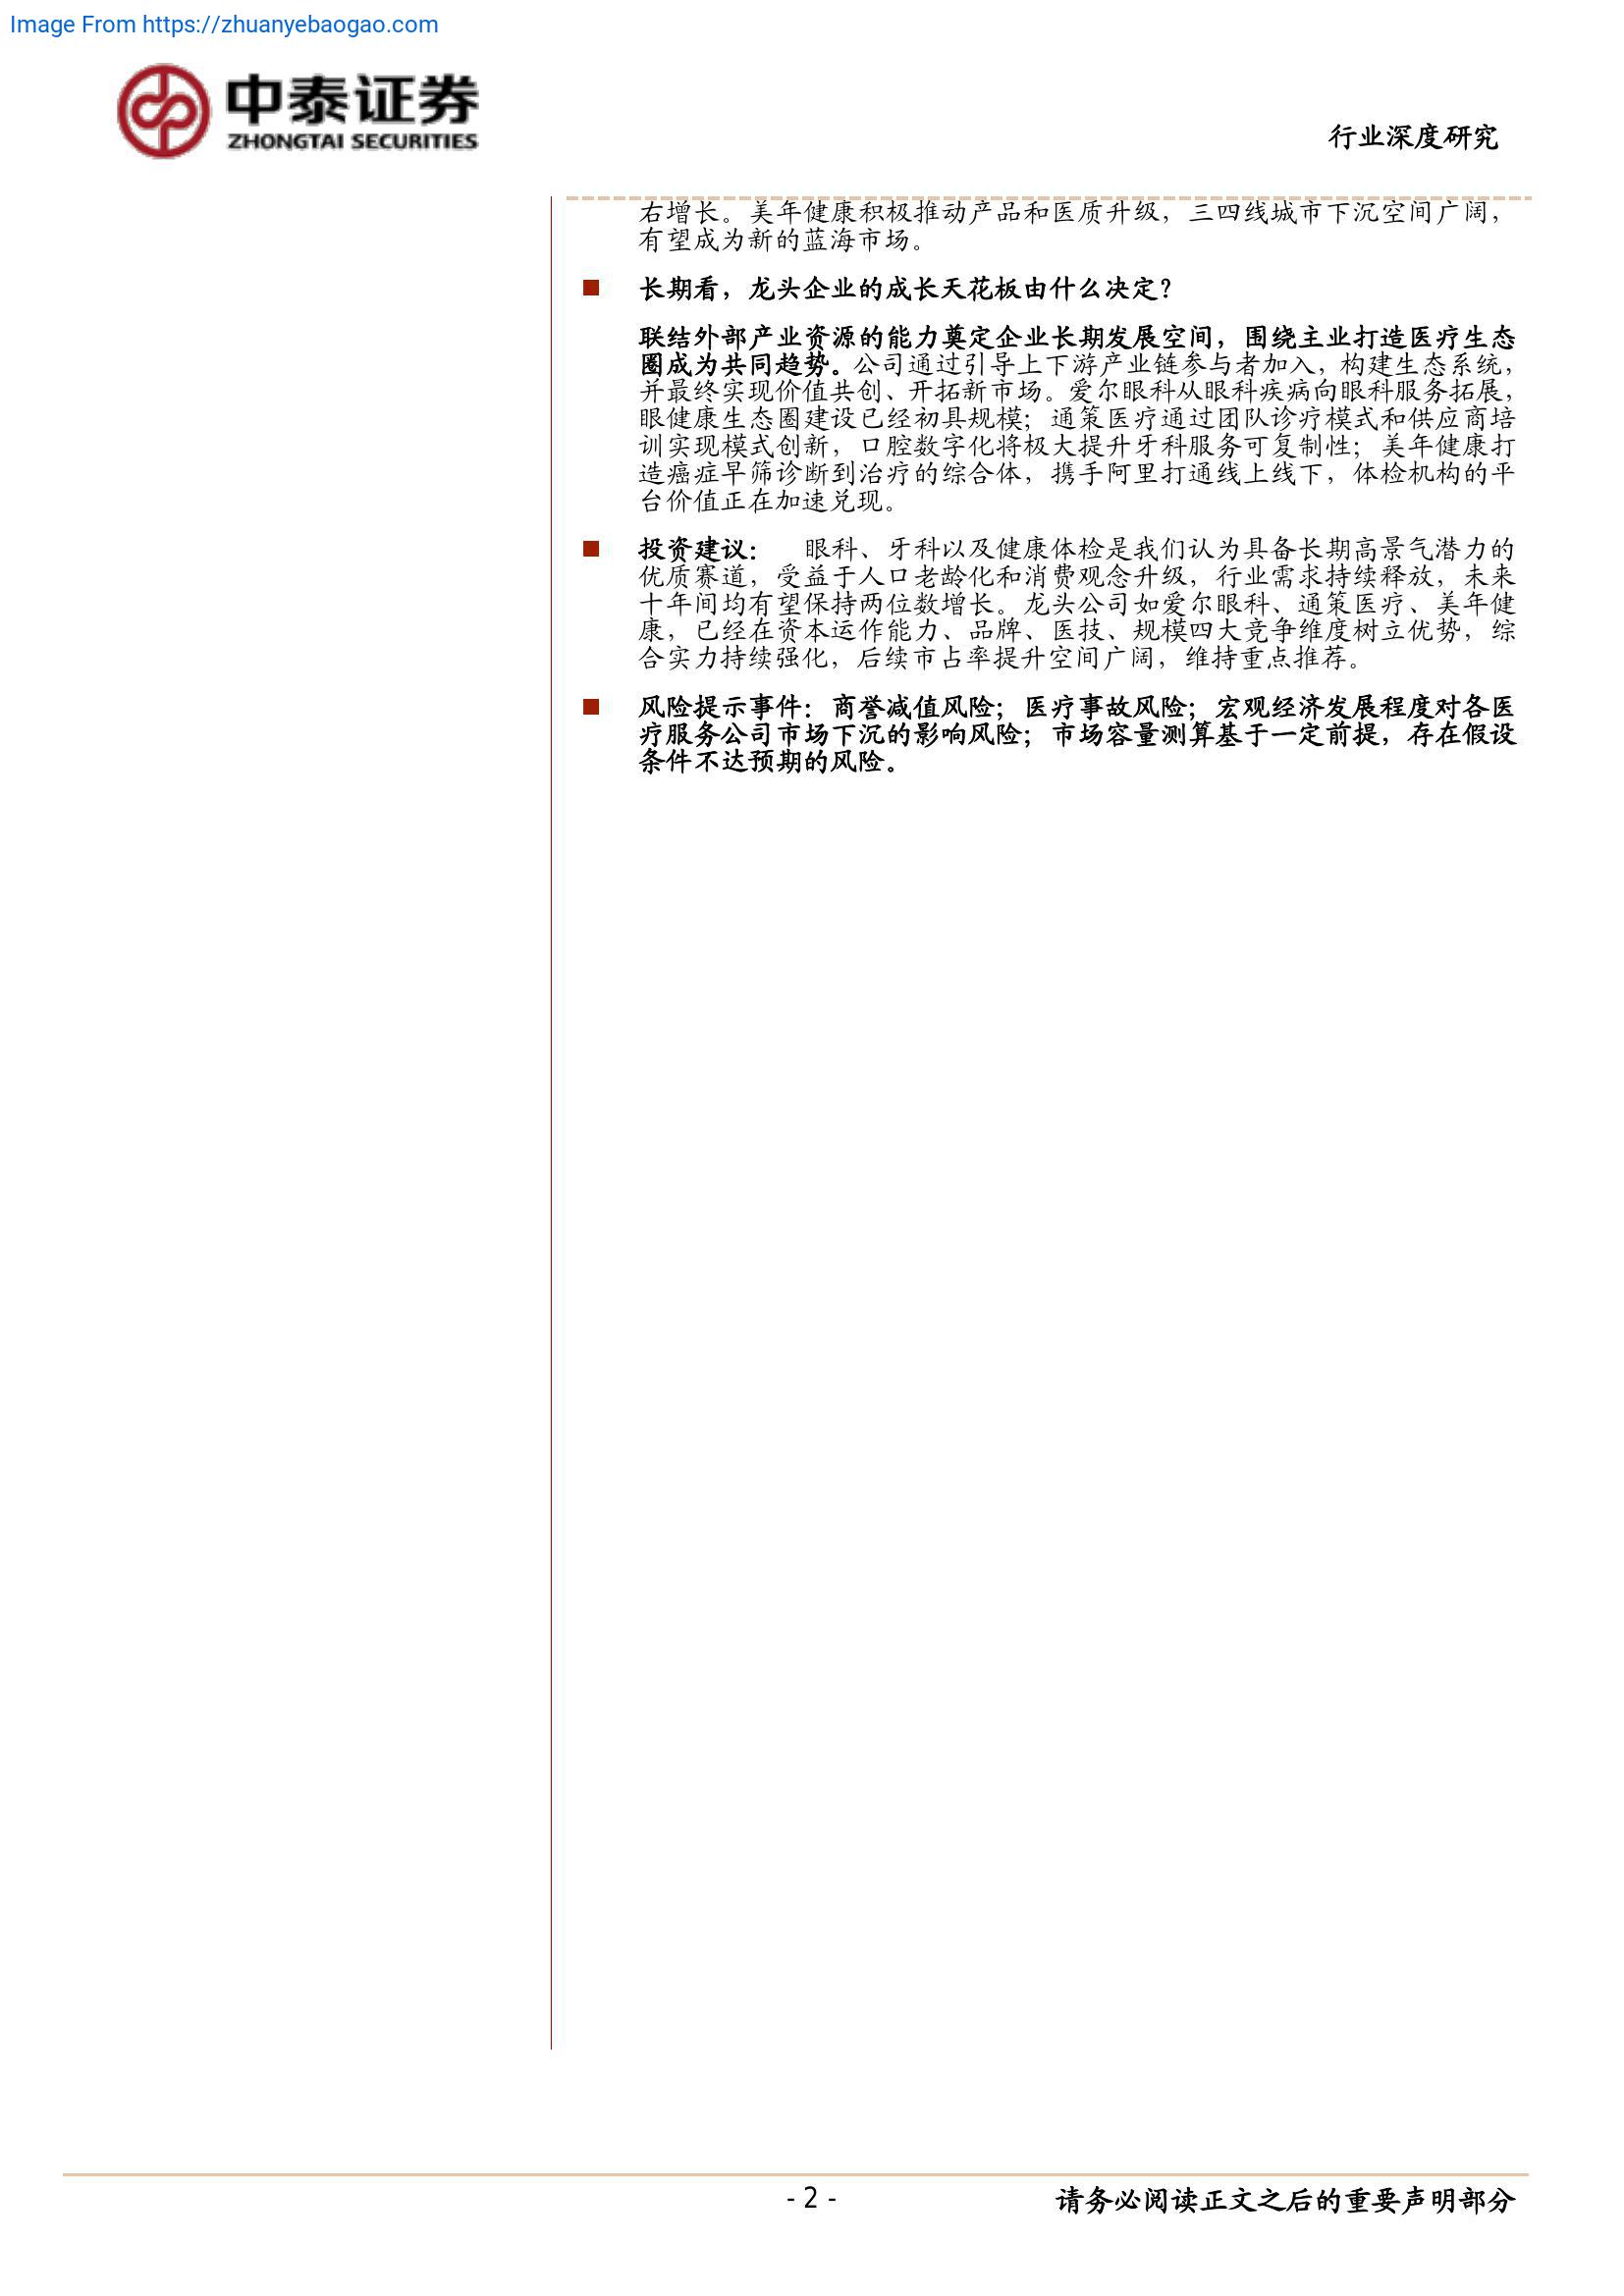 Image From https://zhuanyebaogao.com
中泰证券
ZHONGTAI SECURITIES
行业深度研究
右增长。美年健康积极推动产品和医质升级，三四线城市下沉空间广阔，
有望成为新的蓝海市场。
■ 长期看，龙头企业的成长天花板由什么决定？
联结外部产业资源的能力奠定企业长期发展空间，围绕主业打造医疗生态
圈成为共同趋势。公司通过引导上下游产业链参与者加入，构建生态系统，
并最终实现价值共创、开拓新市场。爱尔眼科从眼科疾病向眼科服务拓展，
眼健康生态圈建设已经初具规模；通策医疗通过团队诊疗模式和供应商培
训实现模式创新，口腔数字化将极大提升牙科服务可复制性；美年健康打
造癌症早筛诊断到治疗的综合体，携手阿里打通线上线下，体检机构的平
台价值正在加速兑现。
■ 投资建议： 眼科、牙科以及健康体检是我们认为具备长期高景气潜力的
优质赛道，受益于人口老龄化和消费观念升级，行业需求持续释放，未来
十年间均有望保持两位数增长。龙头公司如爱尔眼科、通策医疗、美年健
康，已经在资本运作能力、品牌、医技、规模四大竞争维度树立优势，综
合实力持续强化，后续市占率提升空间广阔，维持重点推荐。
■ 风险提示事件：商誉减值风险；医疗事故风险；宏观经济发展程度对各医
疗服务公司市场下沉的影响风险；市场容量测算基于一定前提，存在假设
条件不达预期的风险。
- 2 -
请务必阅读正文之后的重要声明部分